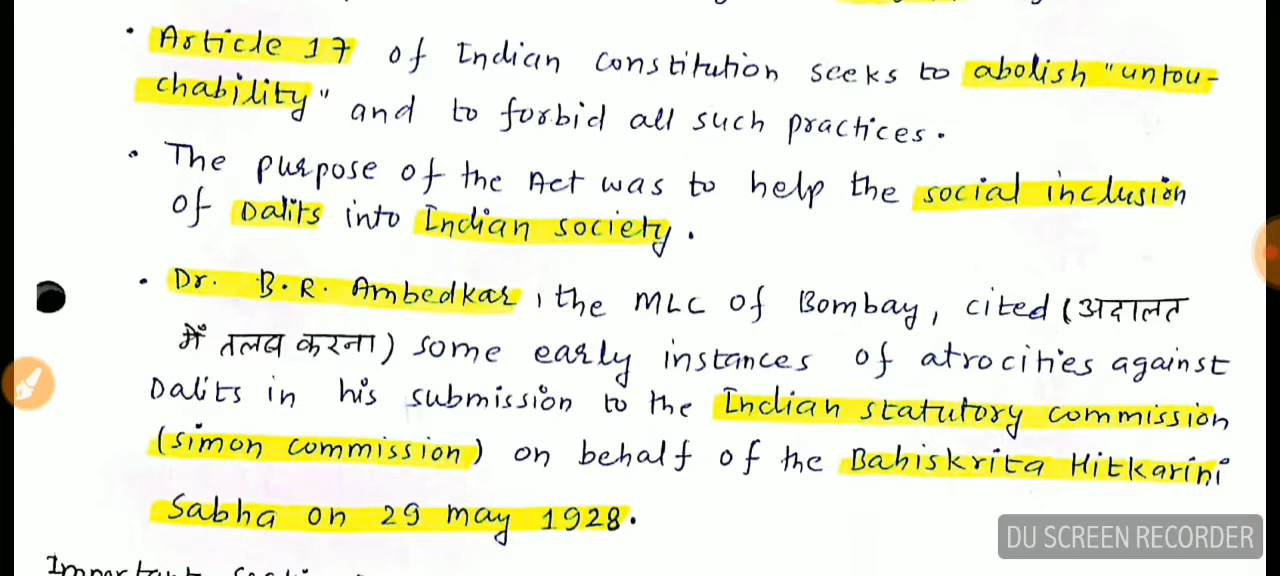 • Article 17 of Indian Constitution seeks to abolish "untou-
chability" and to forbid all such practices.
• The purpose of the Act was to help the social inclusion
of Dalits into Indian society.
• Dr. B.R. Ambedkar, the MLC of Bombay, cited (अदालत
में तलब करना) some early instances of atrocities against
Dalits in his submission to the Indian statutory commission
(simon commission) on behalf of the Bahiskrita Hitkarini
Sabha on 29 may 1928.
DU SCREEN RECORDER
Important